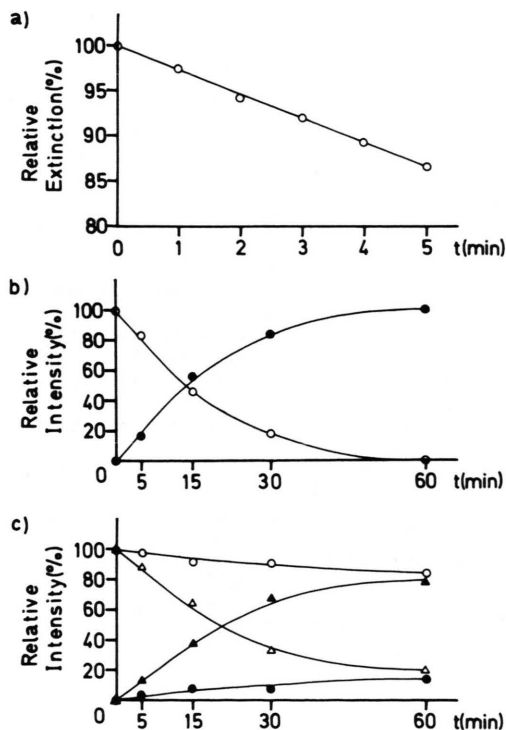 a)
Relative
Extinction(%)
100
95
90
85
80
0 1 2 3 4 5 t(min)
b)
Relative
Intensity(%)
100
80
60
40
20
0
5 15 30 60 t(min)
c)
Relative
Intensity(%)
100
80
60
40
20
0
5 15 30 60 t(min)